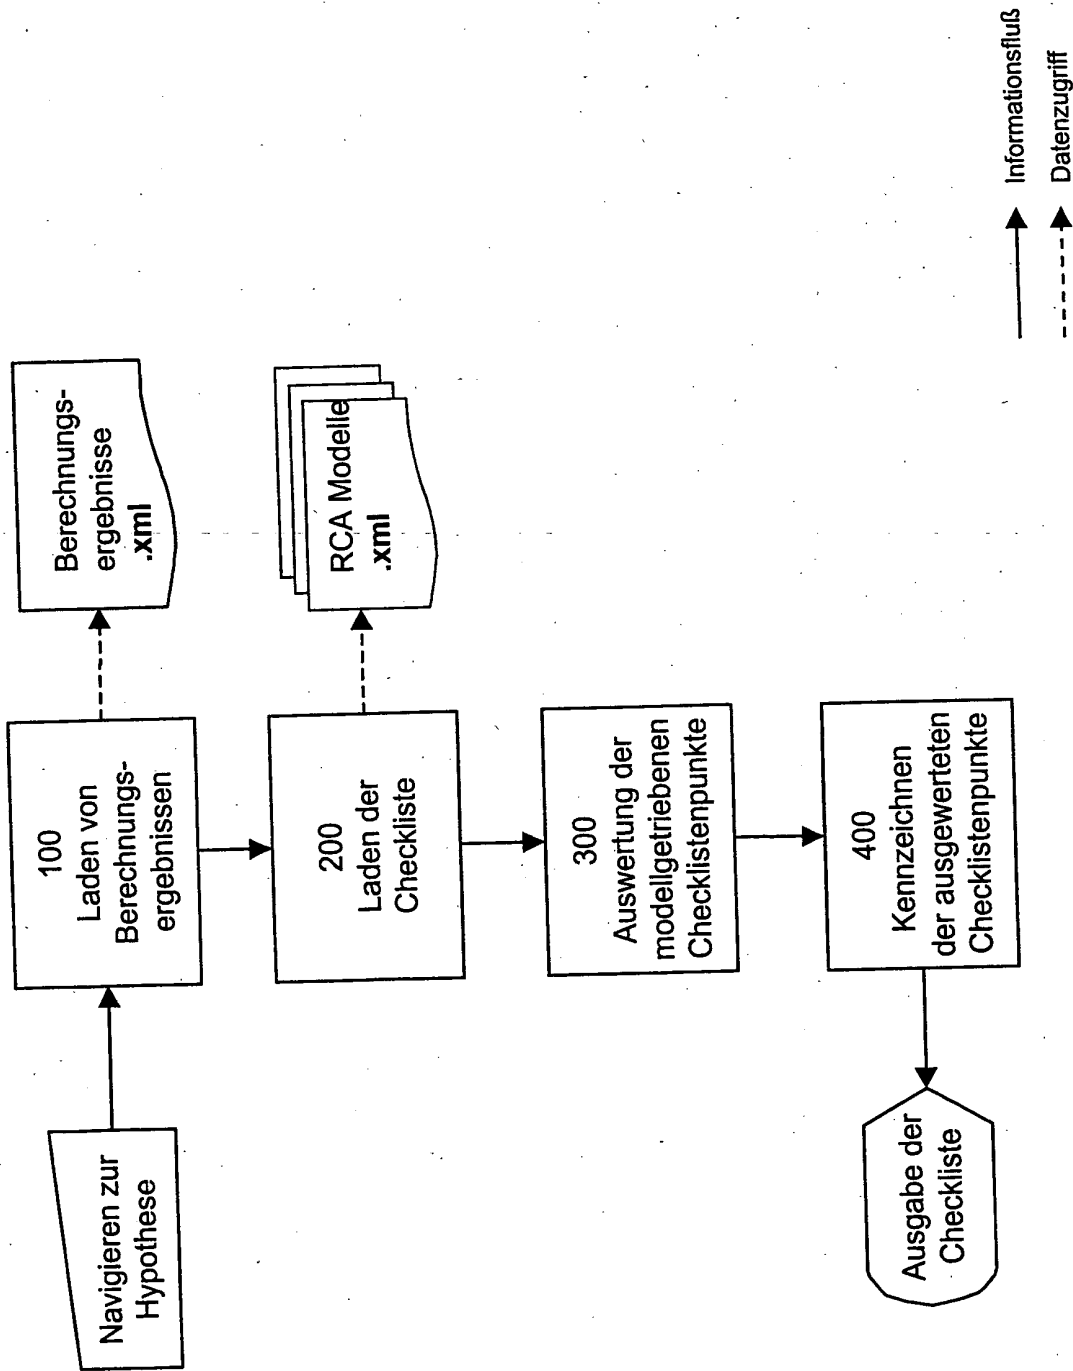 Navigieren zur
Hypothese
100
Laden von
Berechnungs-
ergebnissen
Berechnungs-
ergebnisse
.xml
200
Laden der
Checkliste
RCA Modelle
.xml
300
Auswertung der
modellgetriebenen
Checklistenpunkte
400
Kennzeichnen
der ausgewerteten
Checklistenpunkte
Ausgabe der
Checkliste
Informationsfluß
Datenzugriff